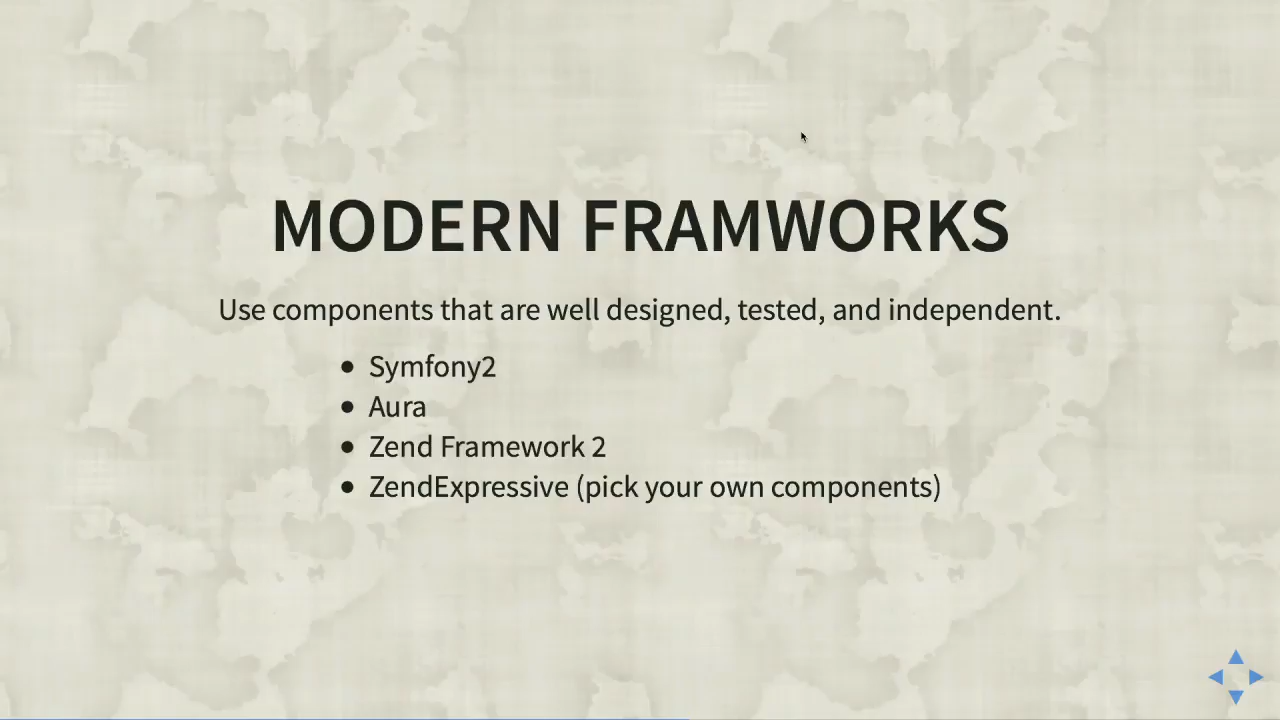 MODERN FRAMWORKS
Use components that are well designed, tested, and independent.
Symfony2
Aura
Zend Framework 2
ZendExpressive (pick your own components)